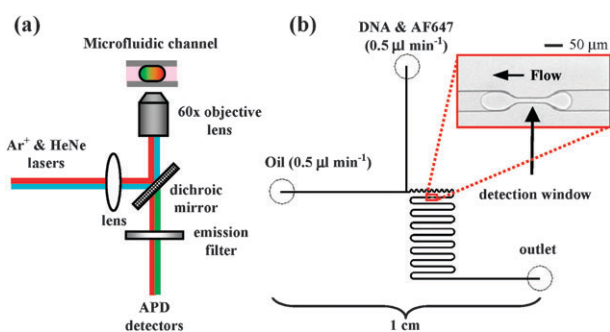 (a)
Microfluidic channel
60x objective
lens
Ar+ & HeNe
lasers
lens
dichroic
mirror
emission
filter
APD
detectors
(b)
DNA & AF647
(0.5 µl min⁻¹)
50 µm
Flow
Oil (0.5 µl min⁻¹)
detection window
outlet
1 cm